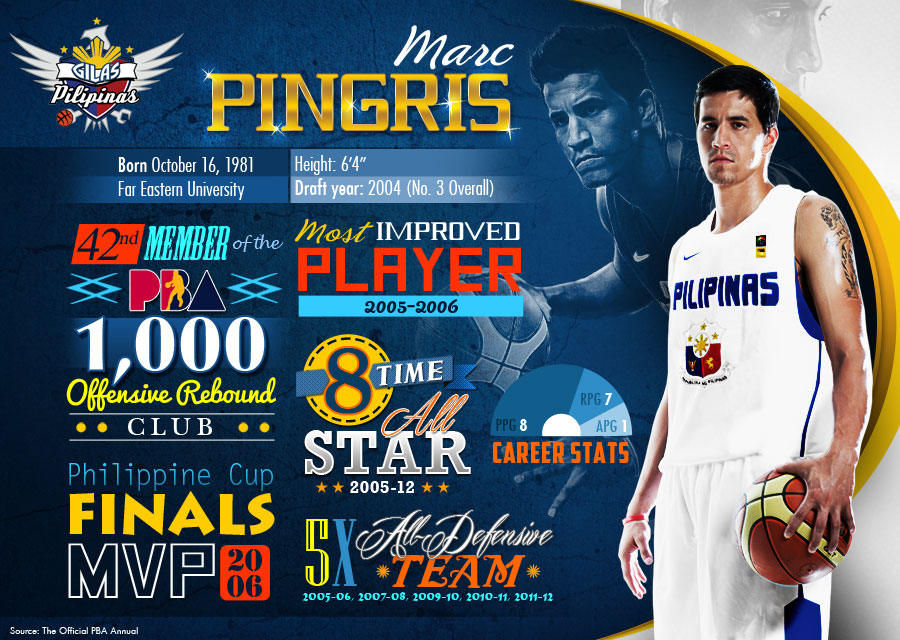 GILAS
Pilipinas
Marc
PINGRIS
Born October 16, 1981
Far Eastern University
Height: 6'4"
Draft year: 2004 (No. 3 Overall)
42nd MEMBER of the
PBA
1,000
Offensive Rebound
CLUB
Philippine Cup
FINALS
MVP 2006
Most IMPROVED
PLAYER
2005-2006
8 TIME
All
STAR
2005-12
5X All-Defensive
TEAM
2005-06, 2007-08, 2009-10, 2010-11, 2011-12
PPG 8
RPG 7
APG 1
CAREER STATS
PILIPINAS
Source: The Official PBA Annual